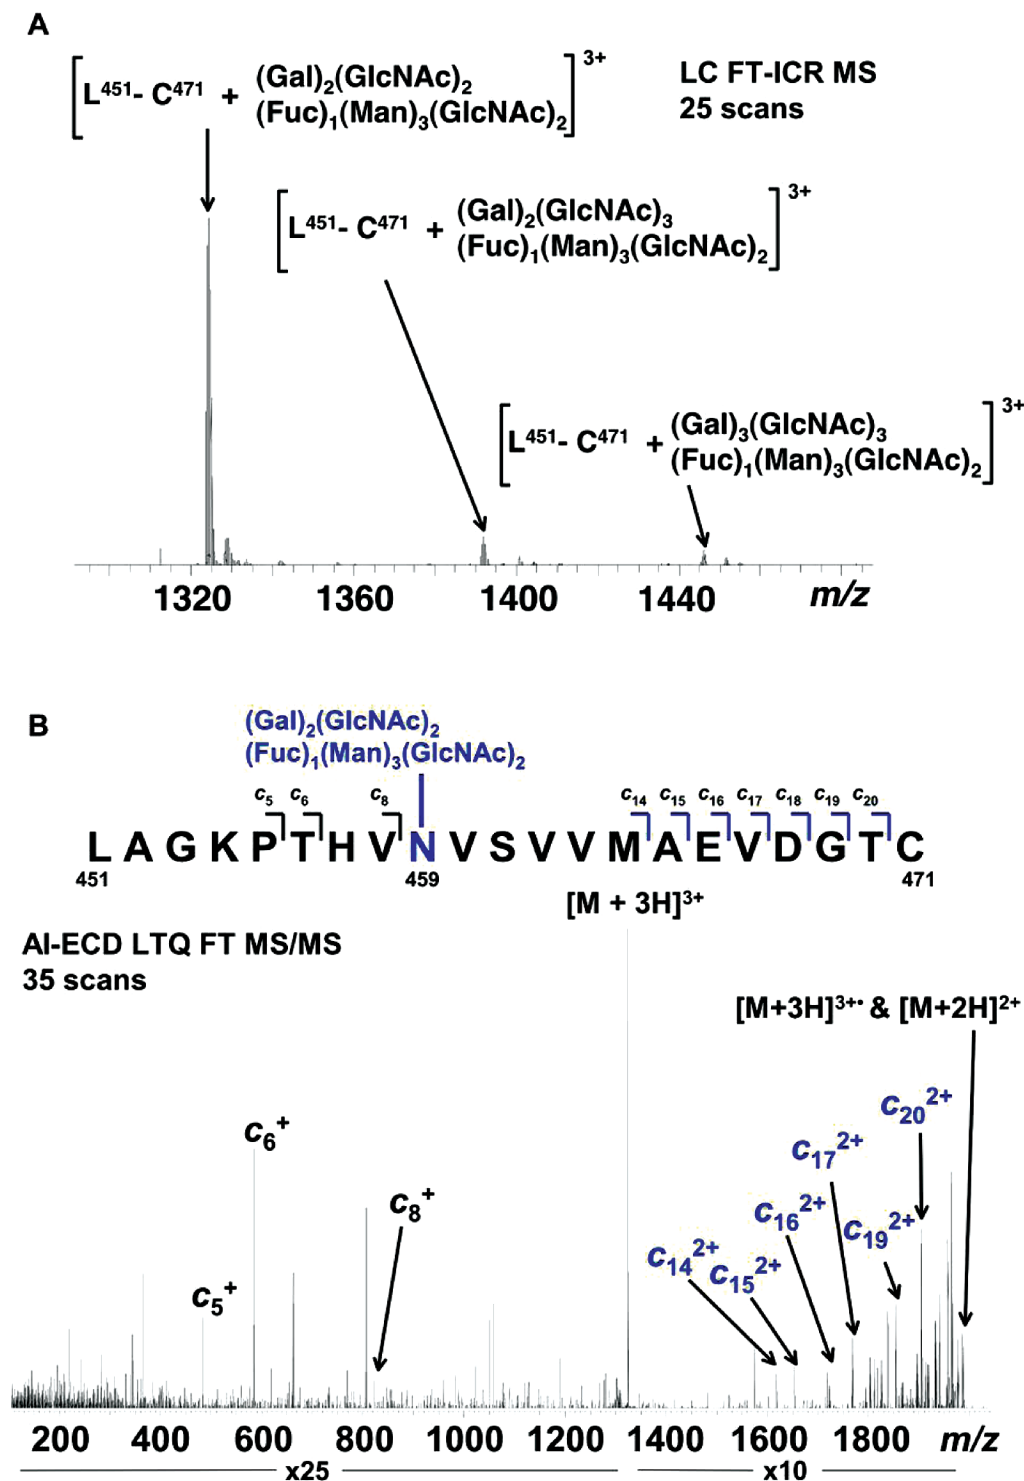 A
[L⁴⁵¹- C⁴⁷¹ + (Gal)₂(GlcNAc)₂
(Fuc)₁(Man)₃(GlcNAc)₂]³⁺
LC FT-ICR MS
25 scans
[L⁴⁵¹- C⁴⁷¹ + (Gal)₂(GlcNAc)₃
(Fuc)₁(Man)₃(GlcNAc)₂]³⁺
[L⁴⁵¹- C⁴⁷¹ + (Gal)₃(GlcNAc)₃
(Fuc)₁(Man)₃(GlcNAc)₂]³⁺
1320 1360 1400 1440 m/z
B
(Gal)₂(GlcNAc)₂
(Fuc)₁(Man)₃(GlcNAc)₂
c₅ c₆ c₈ c₁₄ c₁₅ c₁₆ c₁₇ c₁₈ c₁₉ c₂₀
L A G K P T H V N V S V V M A E V D G T C
451 459 471
[M + 3H]³⁺
AI-ECD LTQ FT MS/MS
35 scans
[M+3H]³⁺• & [M+2H]²⁺
c₂₀²⁺
c₆⁺
c₁₇²⁺
c₈⁺
c₁₆²⁺
c₁₉²⁺
c₁₄²⁺
c₁₅²⁺
c₅⁺
200 400 600 800 1000 1200 1400 1600 1800 m/z
x25 x10